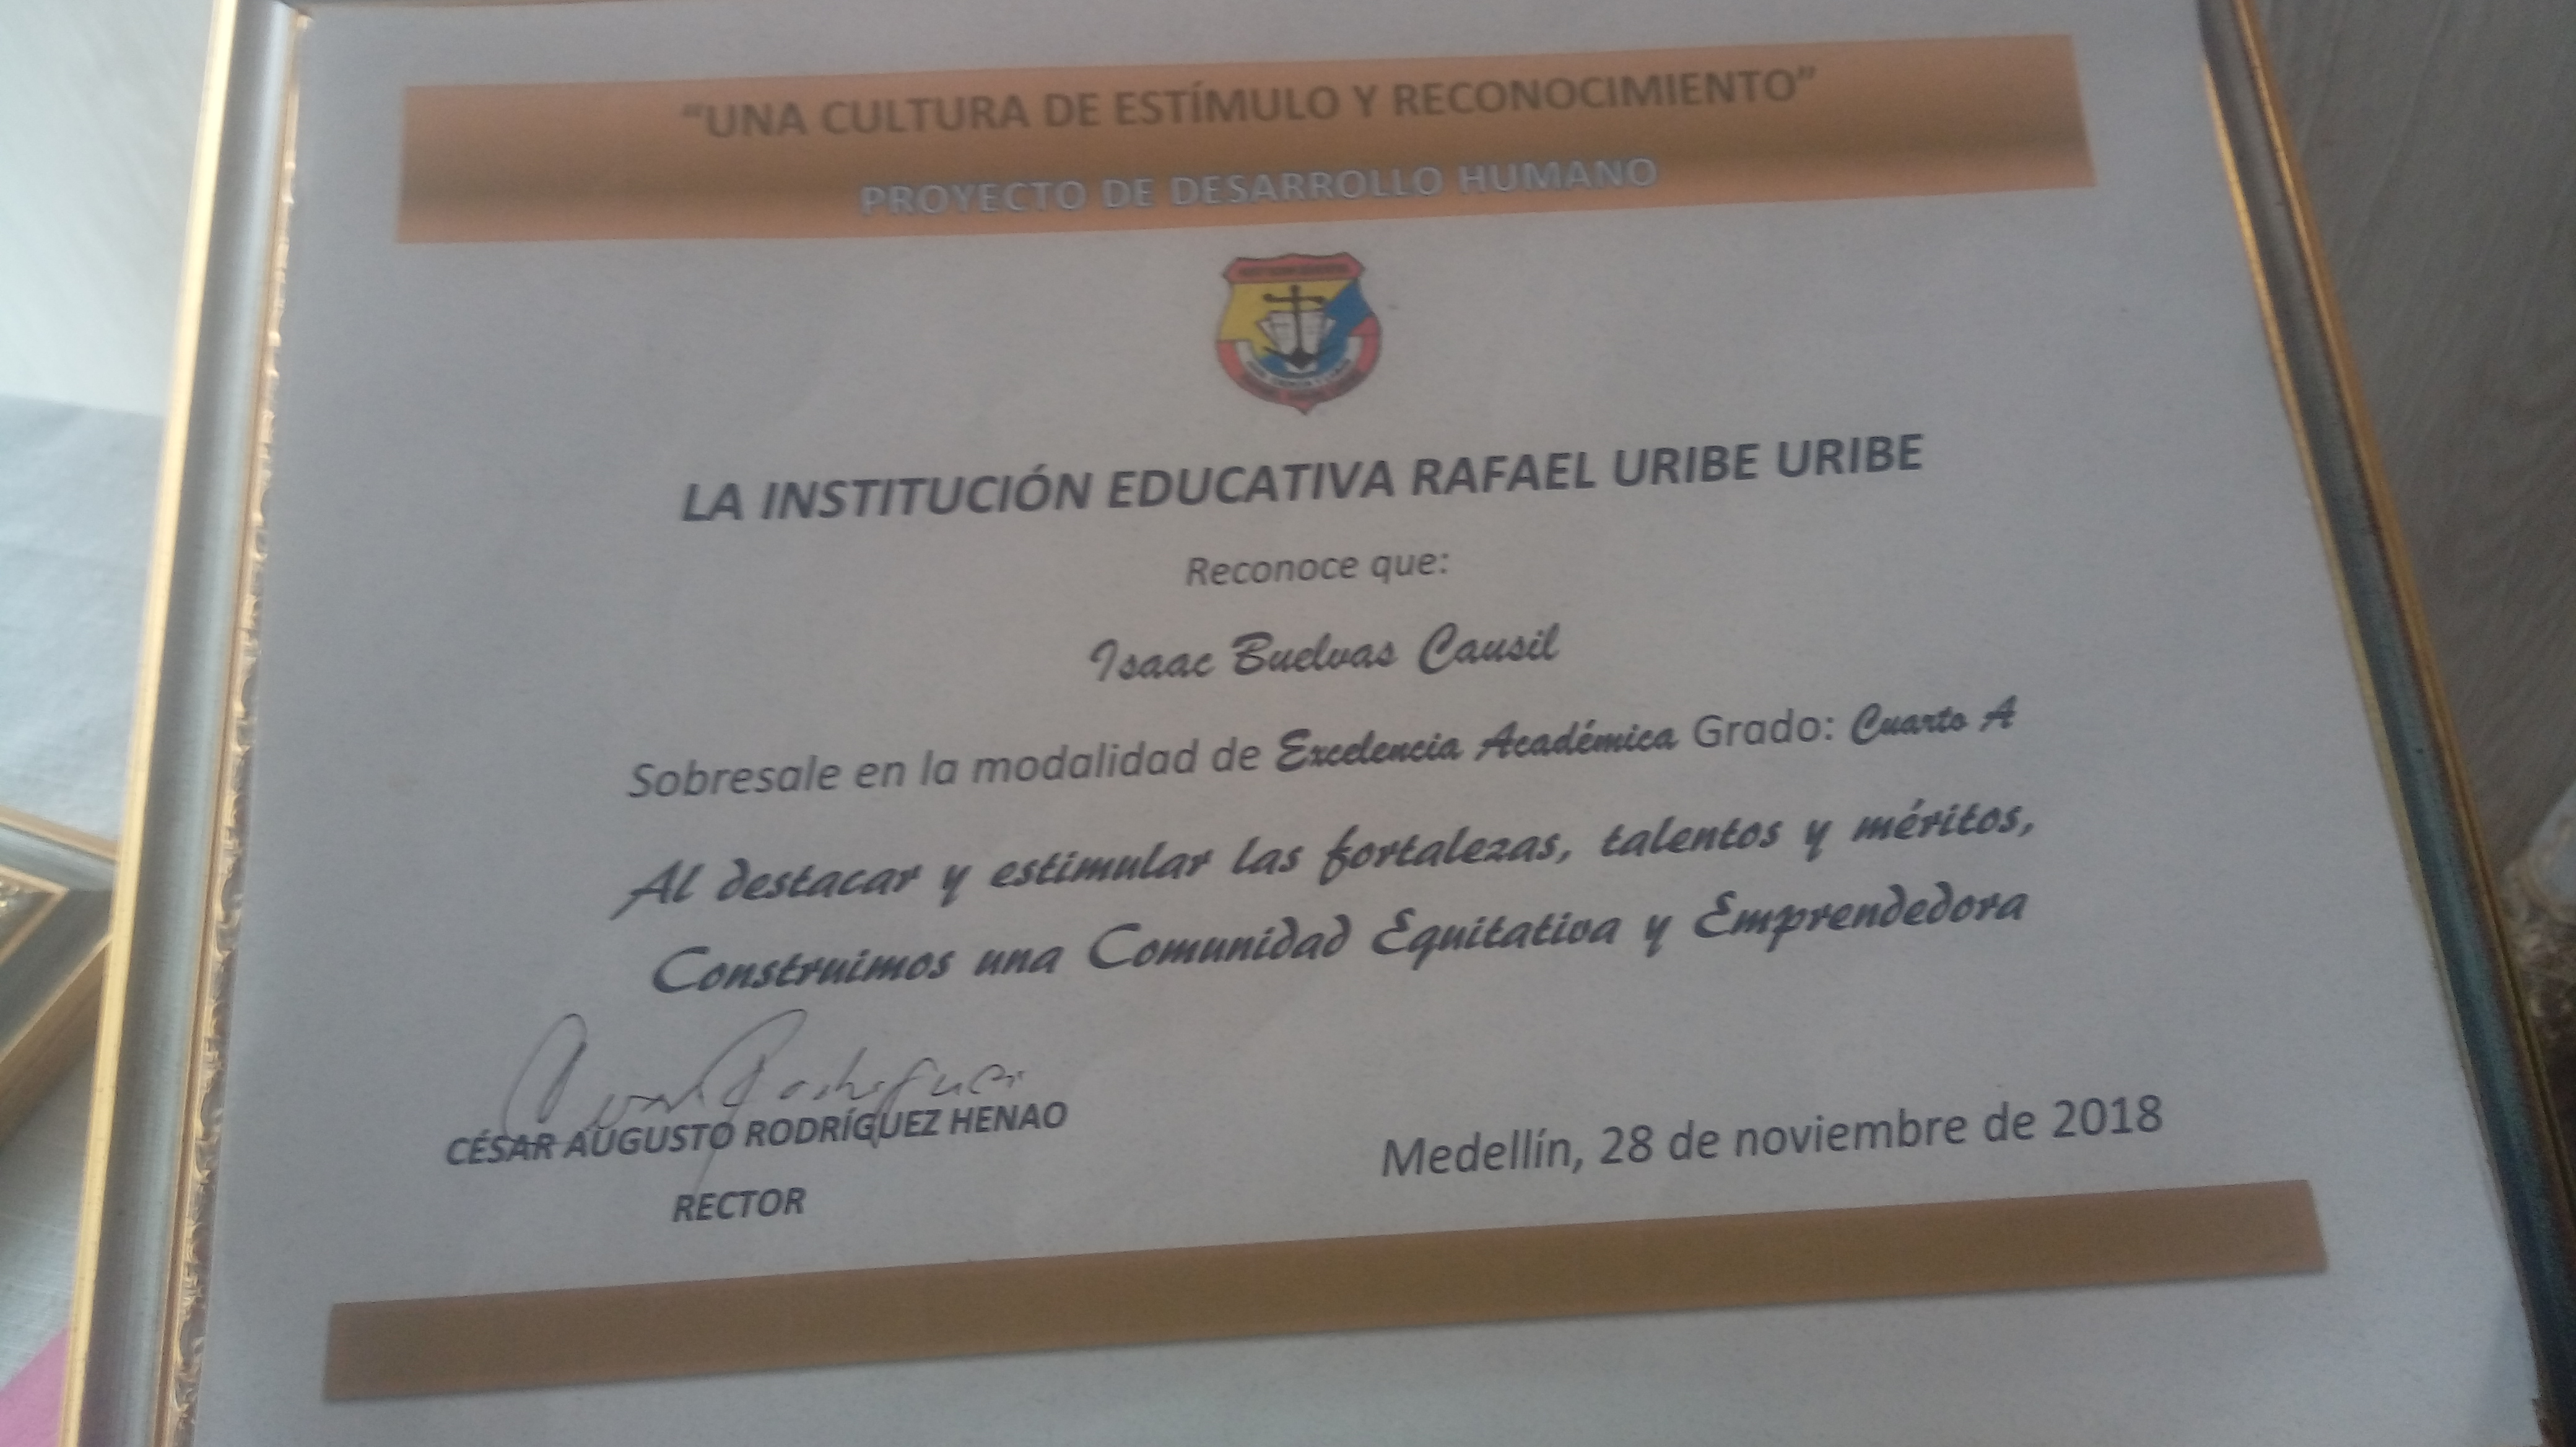 “UNA CULTURA DE ESTÍMULO Y RECONOCIMIENTO”
PROYECTO DE DESARROLLO HUMANO
LA INSTITUCIÓN EDUCATIVA RAFAEL URIBE URIBE
Reconoce que:
Isaac Buelvas Causil
Sobresale en la modalidad de Excelencia Académica Grado: Cuarto A
Al destacar y estimular las fortalezas, talentos y méritos,
Construimos una Comunidad Equitativa y Emprendedora
CÉSAR AUGUSTO RODRÍGUEZ HENAO
RECTOR
Medellín, 28 de noviembre de 2018